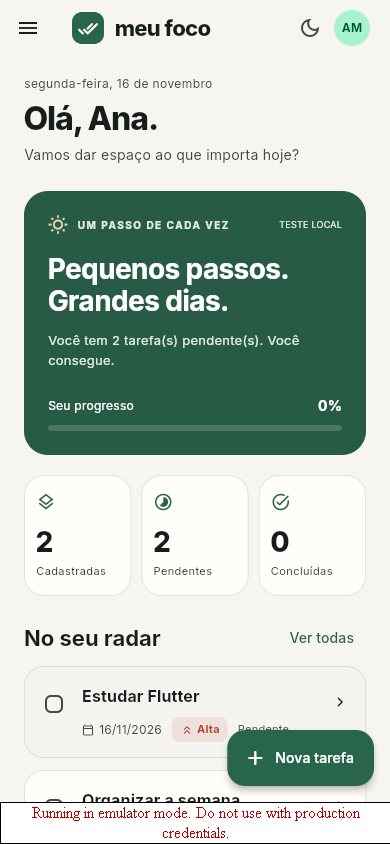 meu foco
AM
segunda-feira, 16 de novembro
Olá, Ana.
Vamos dar espaço ao que importa hoje?
UM PASSO DE CADA VEZ
TESTE LOCAL
Pequenos passos.
Grandes dias.
Você tem 2 tarefa(s) pendente(s). Você
consegue.
Seu progresso
0%
2
Cadastradas
2
Pendentes
0
Concluídas
No seu radar
Ver todas
Estudar Flutter
16/11/2026
Alta
Pendente
Nova tarefa
Organizar a semana
Running in emulator mode. Do not use with production
credentials.